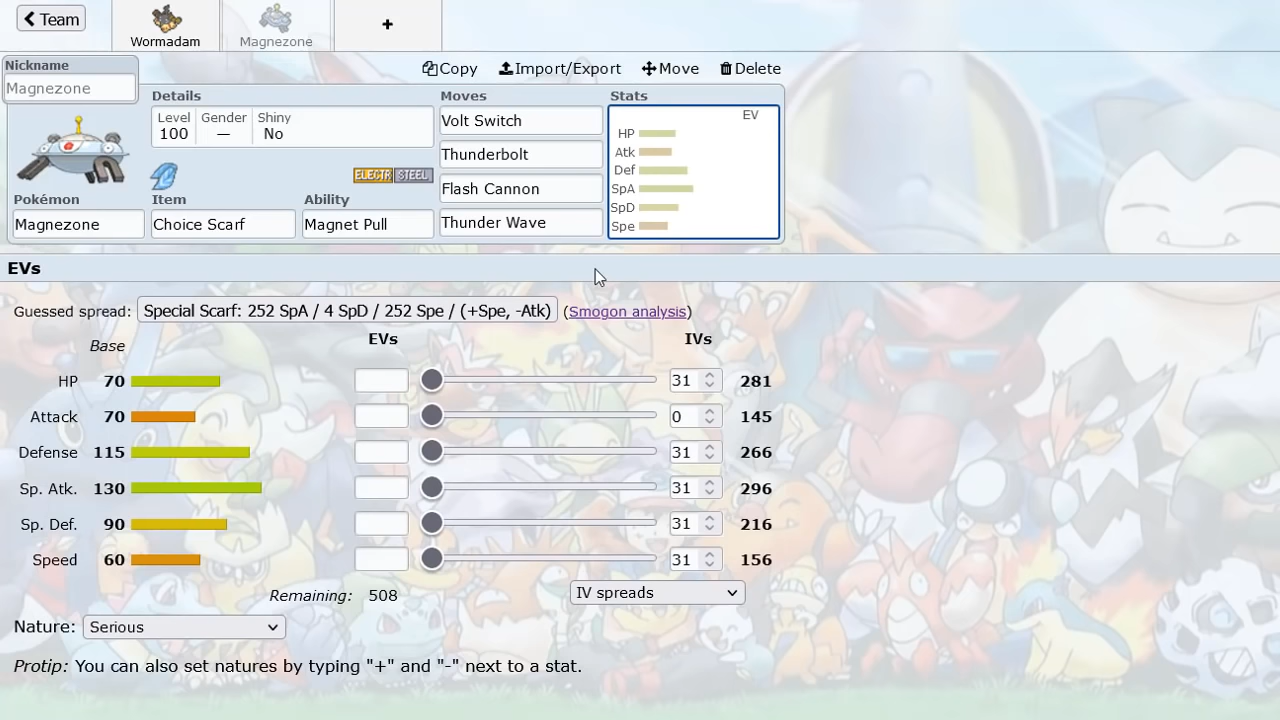 Team
Wormadam
Magnezone
+
Nickname
Magnezone
Copy
Import/Export
Move
Delete
Details
Level
100
Gender
—
Shiny
No
ELECTR STEEL
Pokémon
Magnezone
Item
Choice Scarf
Ability
Magnet Pull
Moves
Volt Switch
Thunderbolt
Flash Cannon
Thunder Wave
Stats
EV
HP
Atk
Def
SpA
SpD
Spe
EVs
Guessed spread: Special Scarf: 252 SpA / 4 SpD / 252 Spe / (+Spe, -Atk) (Smogon analysis)
Base EVs IVs
HP 70 31 281
Attack 70 0 145
Defense 115 31 266
Sp. Atk. 130 31 296
Sp. Def. 90 31 216
Speed 60 31 156
Remaining: 508 IV spreads
Nature: Serious
Protip: You can also set natures by typing "+" and "-" next to a stat.